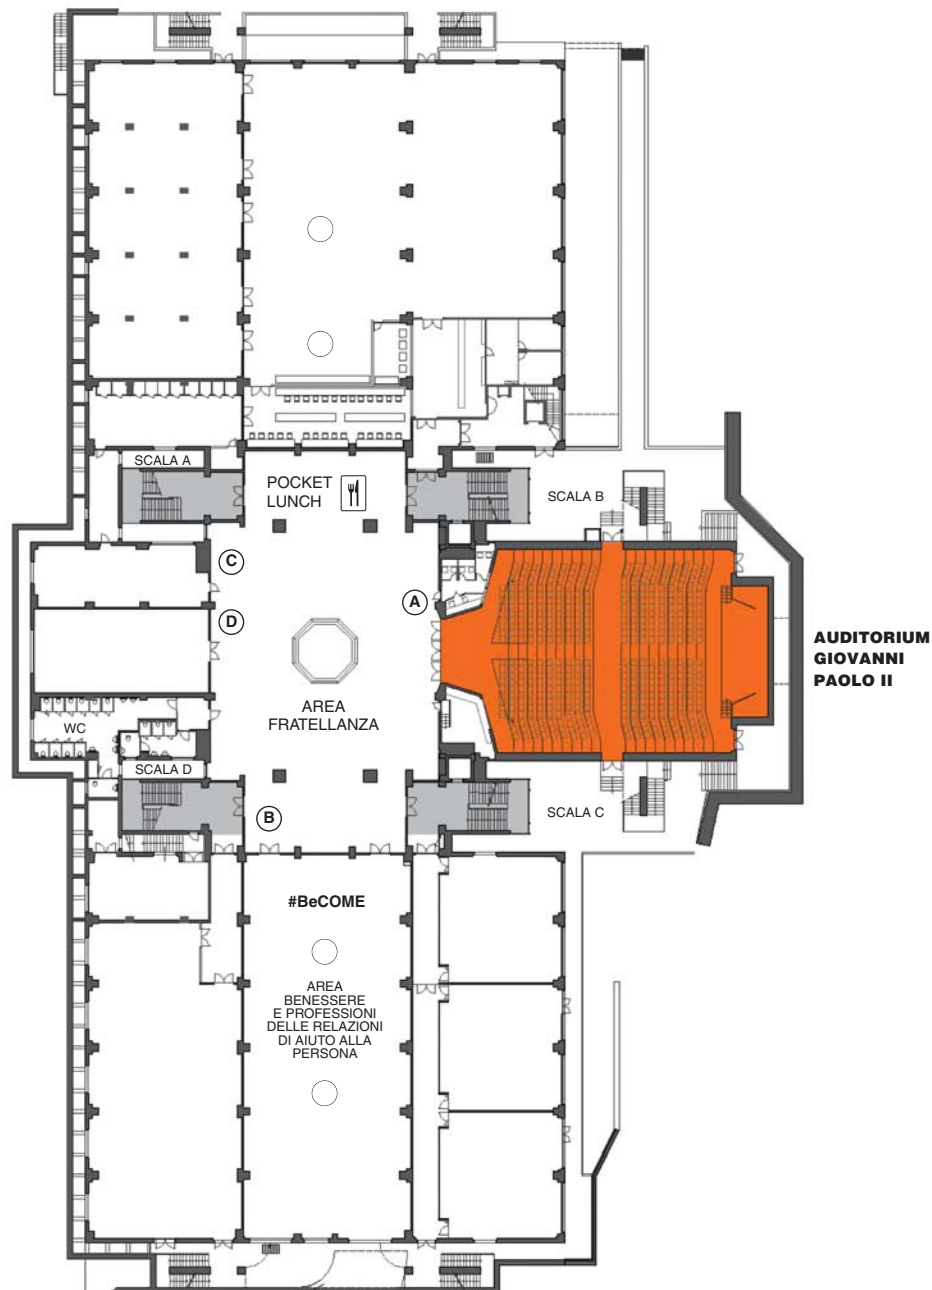 SCALA A
POCKET
LUNCH
SCALA B
C
A
D
AUDITORIUM
GIOVANNI
PAOLO II
AREA
FRATELLANZA
WC
SCALA D
B
SCALA C
#BeCOME
AREA
BENESSERE
E PROFESSIONI
DELLE RELAZIONI
DI AIUTO ALLA
PERSONA